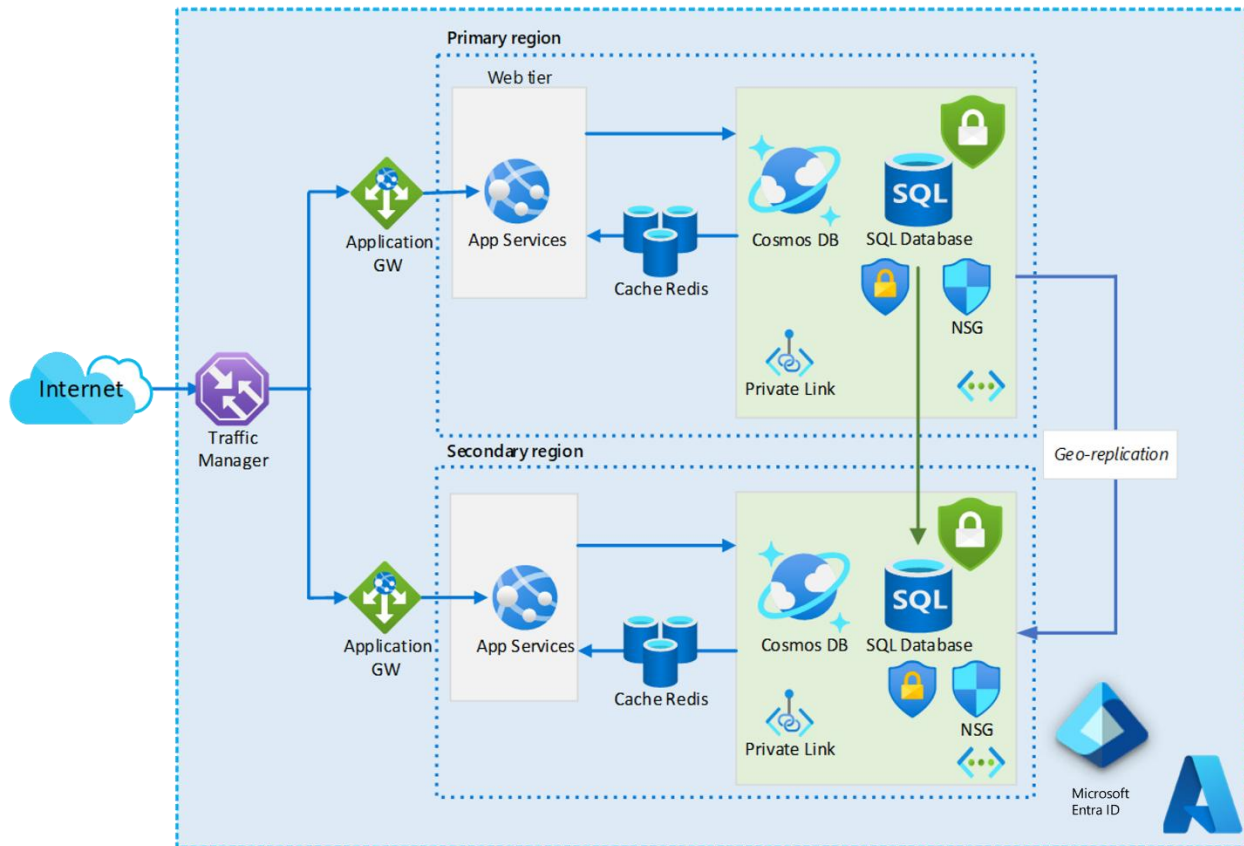 Primary region
Web tier
App Services
Application
GW
Cache Redis
Cosmos DB
SQL
SQL Database
NSG
Private Link
Internet
Traffic
Manager
Geo-replication
Secondary region
App Services
Application
GW
Cache Redis
Cosmos DB
SQL
SQL Database
NSG
Private Link
Microsoft
Entra ID